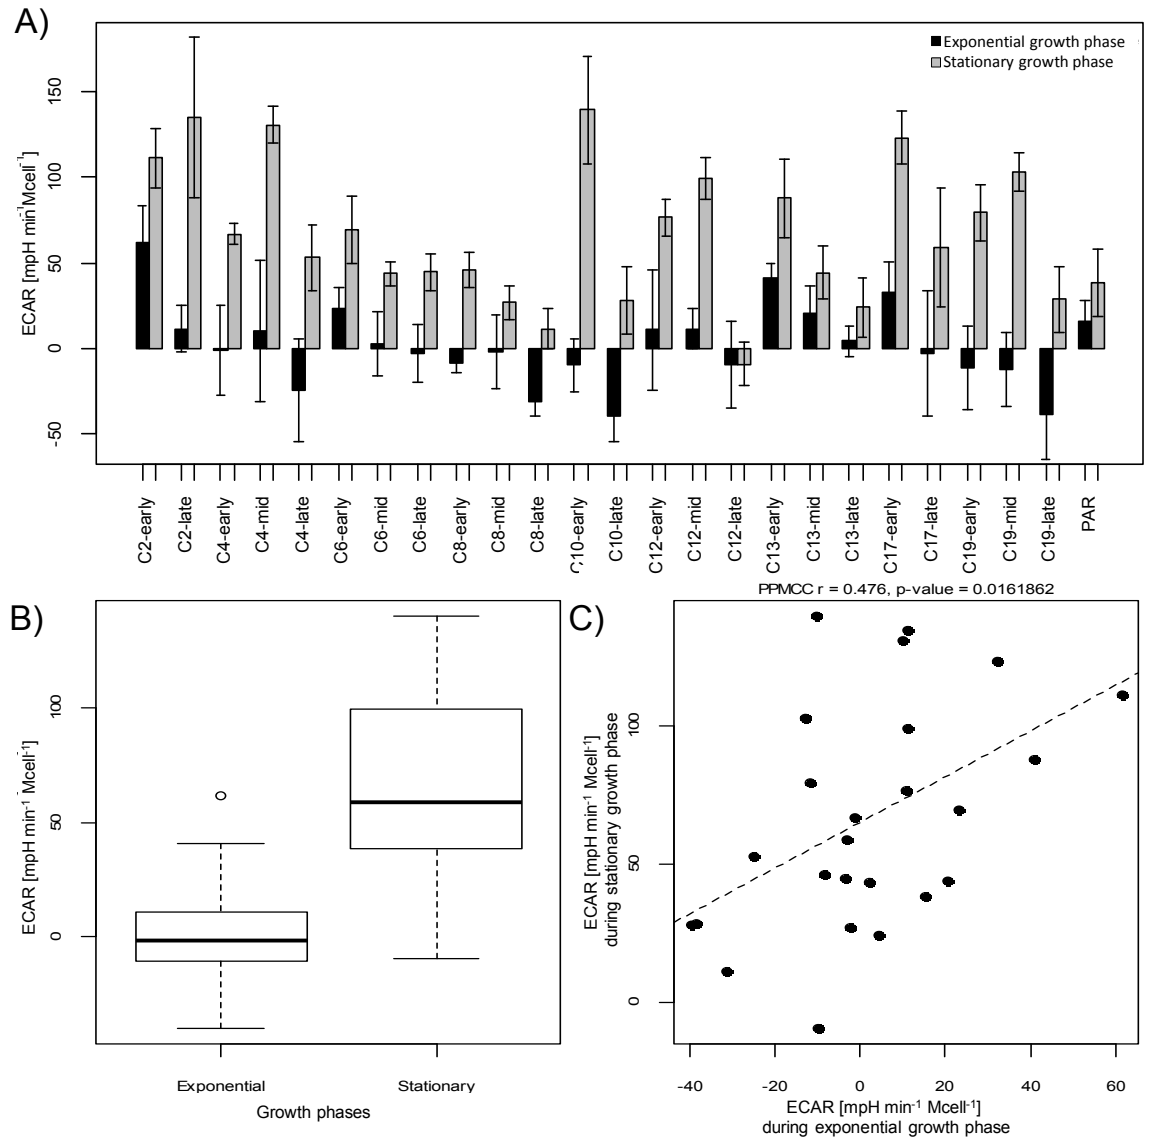 A)
Exponential growth phase
Stationary growth phase
ECAR [mpH min⁻¹Mcell⁻¹]
150
100
50
0
-50
C2-early
C2-late
C4-early
C4-mid
C4-late
C6-early
C6-mid
C6-late
C8-early
C8-mid
C8-late
C10-early
C10-late
C12-early
C12-mid
C12-late
C13-early
C13-mid
C13-late
C17-early
C17-late
C19-early
C19-mid
C19-late
PAR
B)
ECAR [mpH min⁻¹ Mcell⁻¹]
100
50
0
Exponential
Stationary
Growth phases
C)
PPMCC r = 0.476, p-value = 0.0161862
ECAR [mpH min⁻¹ Mcell⁻¹]
during stationary growth phase
100
50
0
-40
-20
0
20
40
60
ECAR [mpH min⁻¹ Mcell⁻¹]
during exponential growth phase